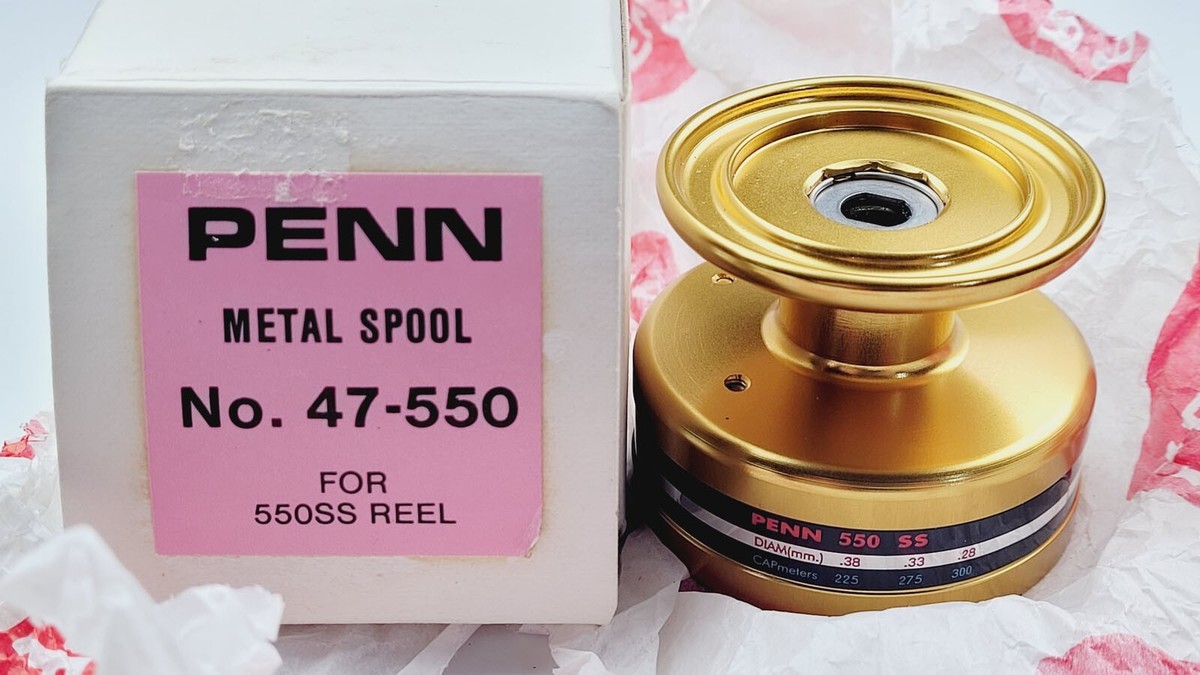 PENN
METAL SPOOL
No. 47-550
FOR
550SS REEL
PENN 550 SS
DIAM(mm.) .38 .33 .28
CAPmeters 225 275 300